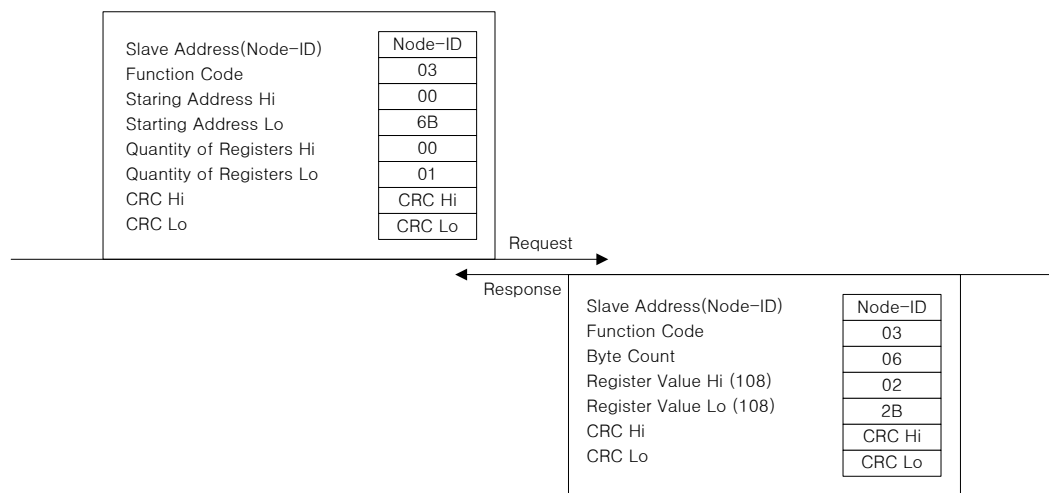 Slave Address(Node-ID) Node-ID
Function Code 03
Staring Address Hi 00
Starting Address Lo 6B
Quantity of Registers Hi 00
Quantity of Registers Lo 01
CRC Hi CRC Hi
CRC Lo CRC Lo
Request
Response
Slave Address(Node-ID) Node-ID
Function Code 03
Byte Count 06
Register Value Hi (108) 02
Register Value Lo (108) 2B
CRC Hi CRC Hi
CRC Lo CRC Lo